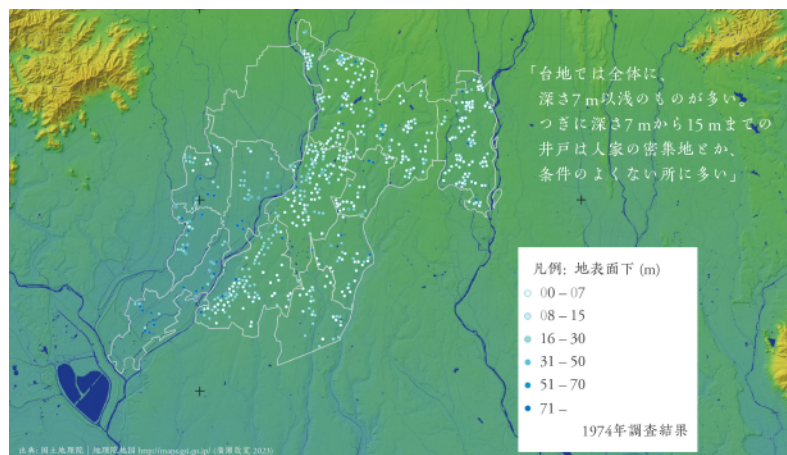 「台地では全体に、
深さ7m以浅のものが多い。
つぎに深さ7mから15mまでの
井戸は人家の密集地とか、
条件のよくない所に多い」
凡例: 地表面下 (m)
00 – 07
08 – 15
16 – 30
31 – 50
51 – 70
71 –
1974年調査結果
出典: 国土地理院 | 地理院地図 http://maps.gsi.go.jp/ (廣瀬改変 2023)